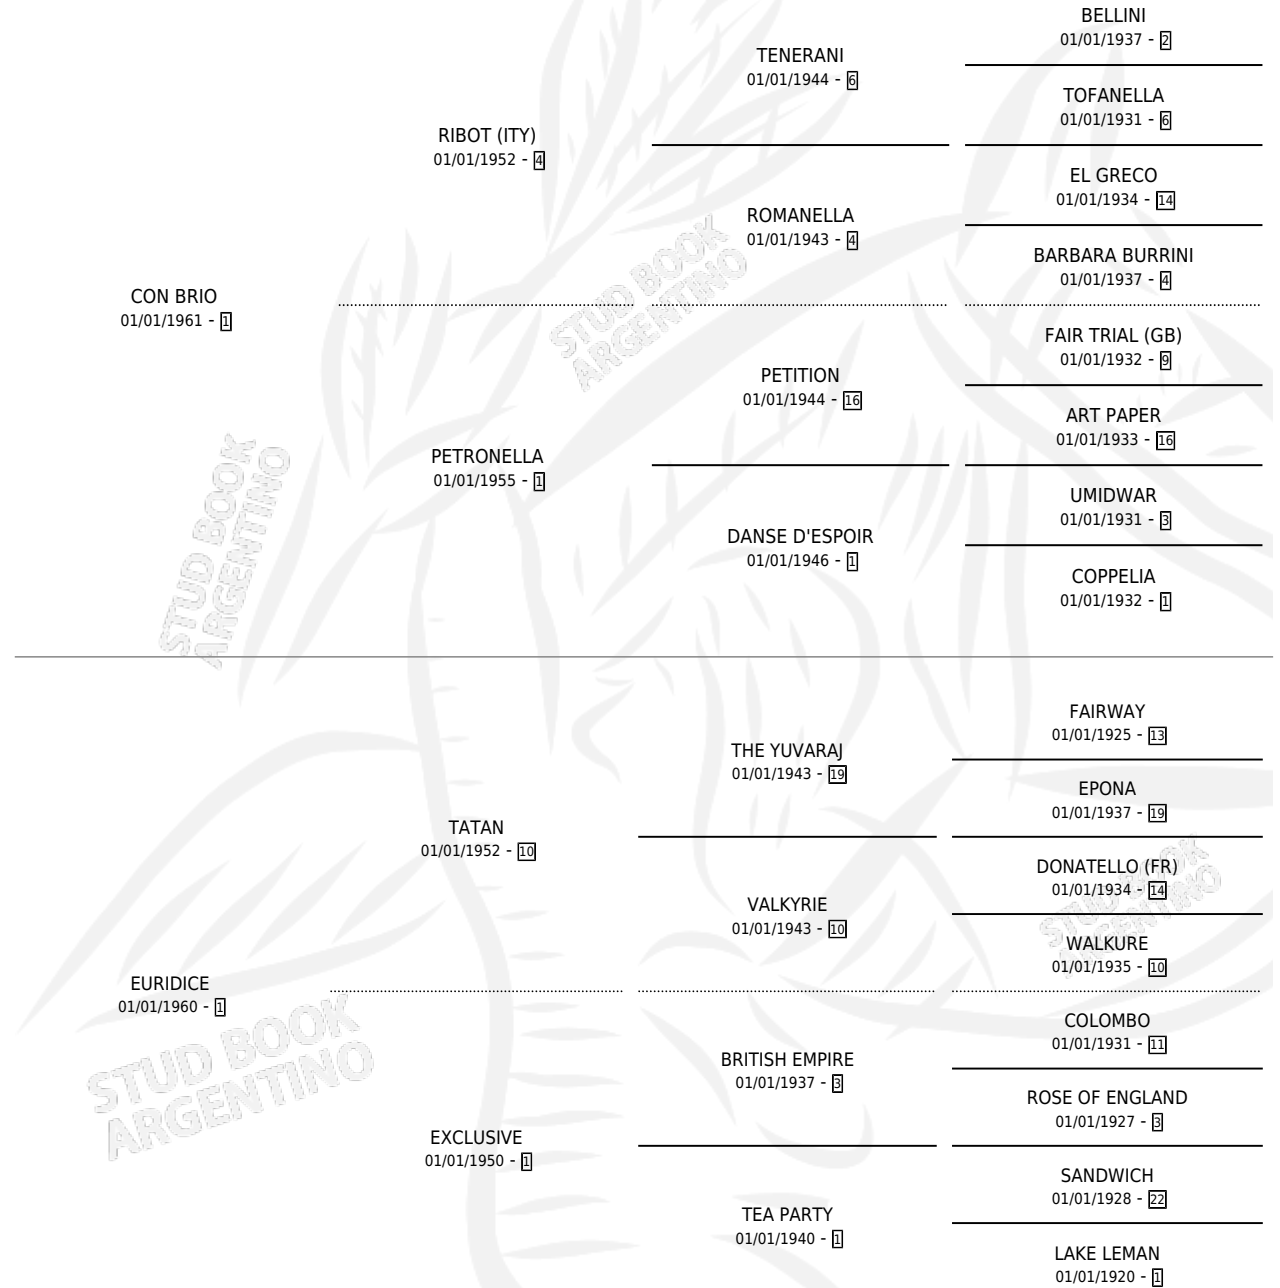 BELLINI
01/01/1937 - 2
TENERANI
01/01/1944 - 6
TOFANELLA
01/01/1931 - 6
RIBOT (ITY)
01/01/1952 - 4
EL GRECO
01/01/1934 - 14
ROMANELLA
01/01/1943 - 4
BARBARA BURRINI
01/01/1937 - 4
CON BRIO
01/01/1961 - 1
STUD BOOK
ARGENTINO
FAIR TRIAL (GB)
01/01/1932 - 9
PETITION
01/01/1944 - 16
ART PAPER
01/01/1933 - 16
PETRONELLA
01/01/1955 - 1
UMIDWAR
01/01/1931 - 3
DANSE D'ESPOIR
01/01/1946 - 1
COPPELIA
01/01/1932 - 1
STUD BOOK
ARGENTINO
FAIRWAY
01/01/1925 - 13
THE YUVARAJ
01/01/1943 - 19
EPONA
01/01/1937 - 19
TATAN
01/01/1952 - 10
DONATELLO (FR)
01/01/1934 - 14
VALKYRIE
01/01/1943 - 10
WALKURE
01/01/1935 - 10
STUD BOOK
ARGENTINO
EURIDICE
01/01/1960 - 1
COLOMBO
01/01/1931 - 11
BRITISH EMPIRE
01/01/1937 - 3
ROSE OF ENGLAND
01/01/1927 - 3
STUD BOOK
ARGENTINO
EXCLUSIVE
01/01/1950 - 1
SANDWICH
01/01/1928 - 22
TEA PARTY
01/01/1940 - 1
LAKE LEMAN
01/01/1920 - 1